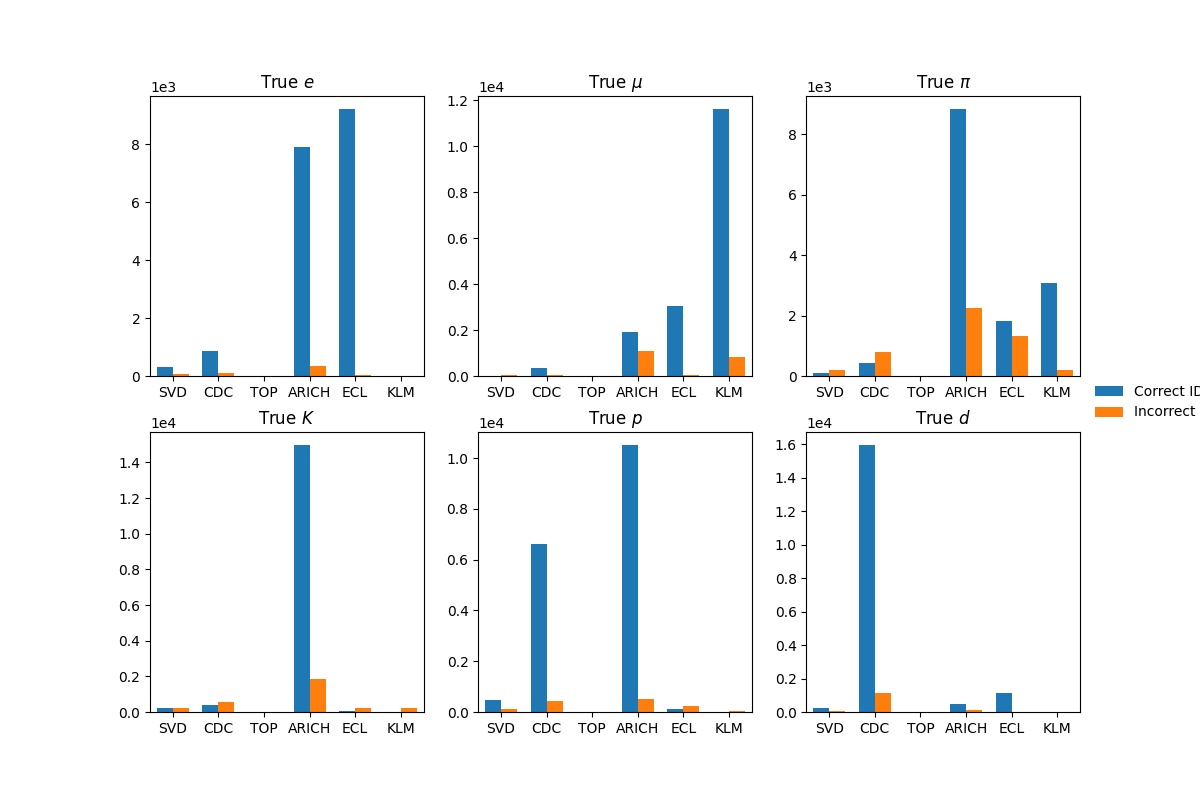 True e
True μ
True π
1e3
8
6
4
2
0
SVD CDC TOP ARICH ECL KLM
1e4
1.2
1.0
0.8
0.6
0.4
0.2
0.0
SVD CDC TOP ARICH ECL KLM
1e3
8
6
4
2
0
SVD CDC TOP ARICH ECL KLM
Correct ID
Incorrect
True K
True p
True d
1e4
1.4
1.2
1.0
0.8
0.6
0.4
0.2
0.0
SVD CDC TOP ARICH ECL KLM
1e4
1.0
0.8
0.6
0.4
0.2
0.0
SVD CDC TOP ARICH ECL KLM
1e4
1.6
1.4
1.2
1.0
0.8
0.6
0.4
0.2
0.0
SVD CDC TOP ARICH ECL KLM